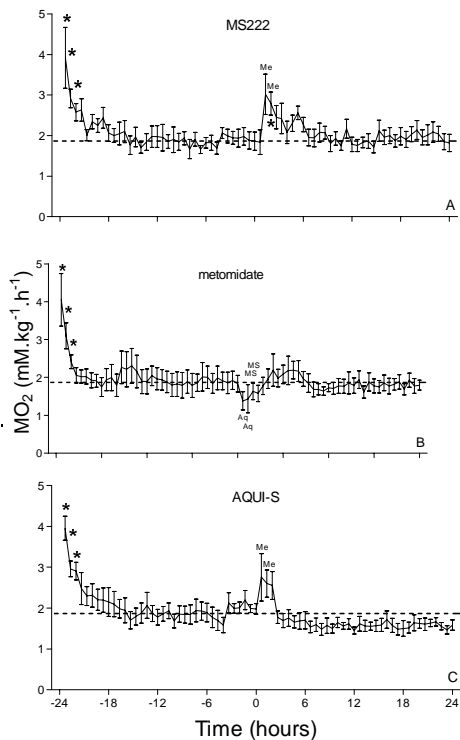 MS222
5
4
3
2
1
0
* * *
Me
Me
*
A
MO2 (mM.kg-1.h-1)
metomidate
5
4
3
2
1
0
* * *
MS
MS
Aq
Aq
B
AQUI-S
5
4
3
2
1
0
* * *
Me
Me
C
-24 -18 -12 -6 0 6 12 18 24
Time (hours)